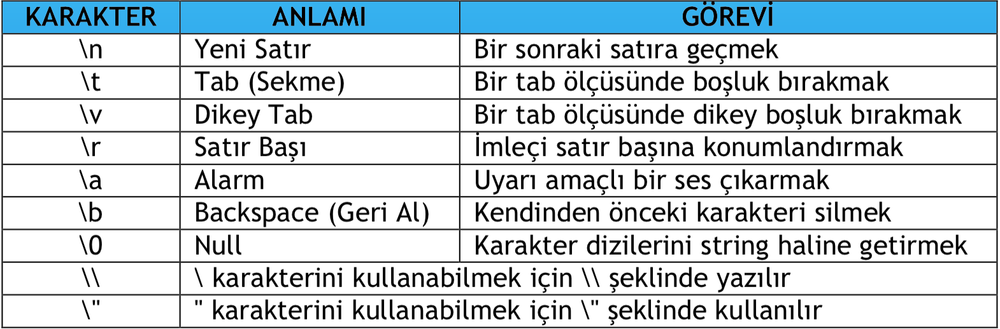 KARAKTER ANLAMI GÖREVİ
\n Yeni Satır Bir sonraki satıra geçmek
\t Tab (Sekme) Bir tab ölçüsünde boşluk bırakmak
\v Dikey Tab Bir tab ölçüsünde dikey boşluk bırakmak
\r Satır Başı İmleçi satır başına konumlandırmak
\a Alarm Uyarı amaçlı bir ses çıkarmak
\b Backspace (Geri Al) Kendinden önceki karakteri silmek
\0 Null Karakter dizilerini string haline getirmek
\\ \ karakterini kullanabilmek için \\ şeklinde yazılır
\" " karakterini kullanabilmek için \" şeklinde kullanılır